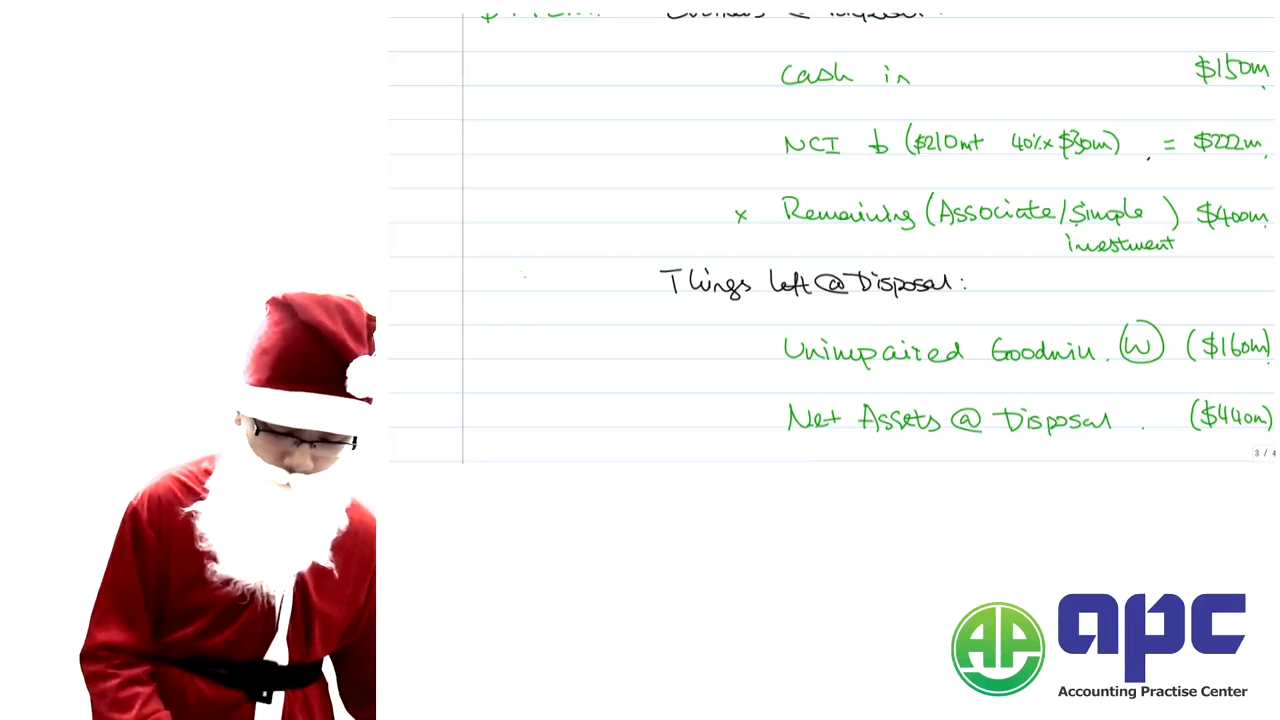 cash in $150m
NCI ↓ ($210m+ 40%x$30m) = $222m
x Remaining (Associate/Simple ) $400m
investment
Things left @ Disposal:
Unimpaired Goodwill. (W) ($160m)
Net Assets @ Disposal . ($440m)
3 / 4
AP apc
Accounting Practise Center